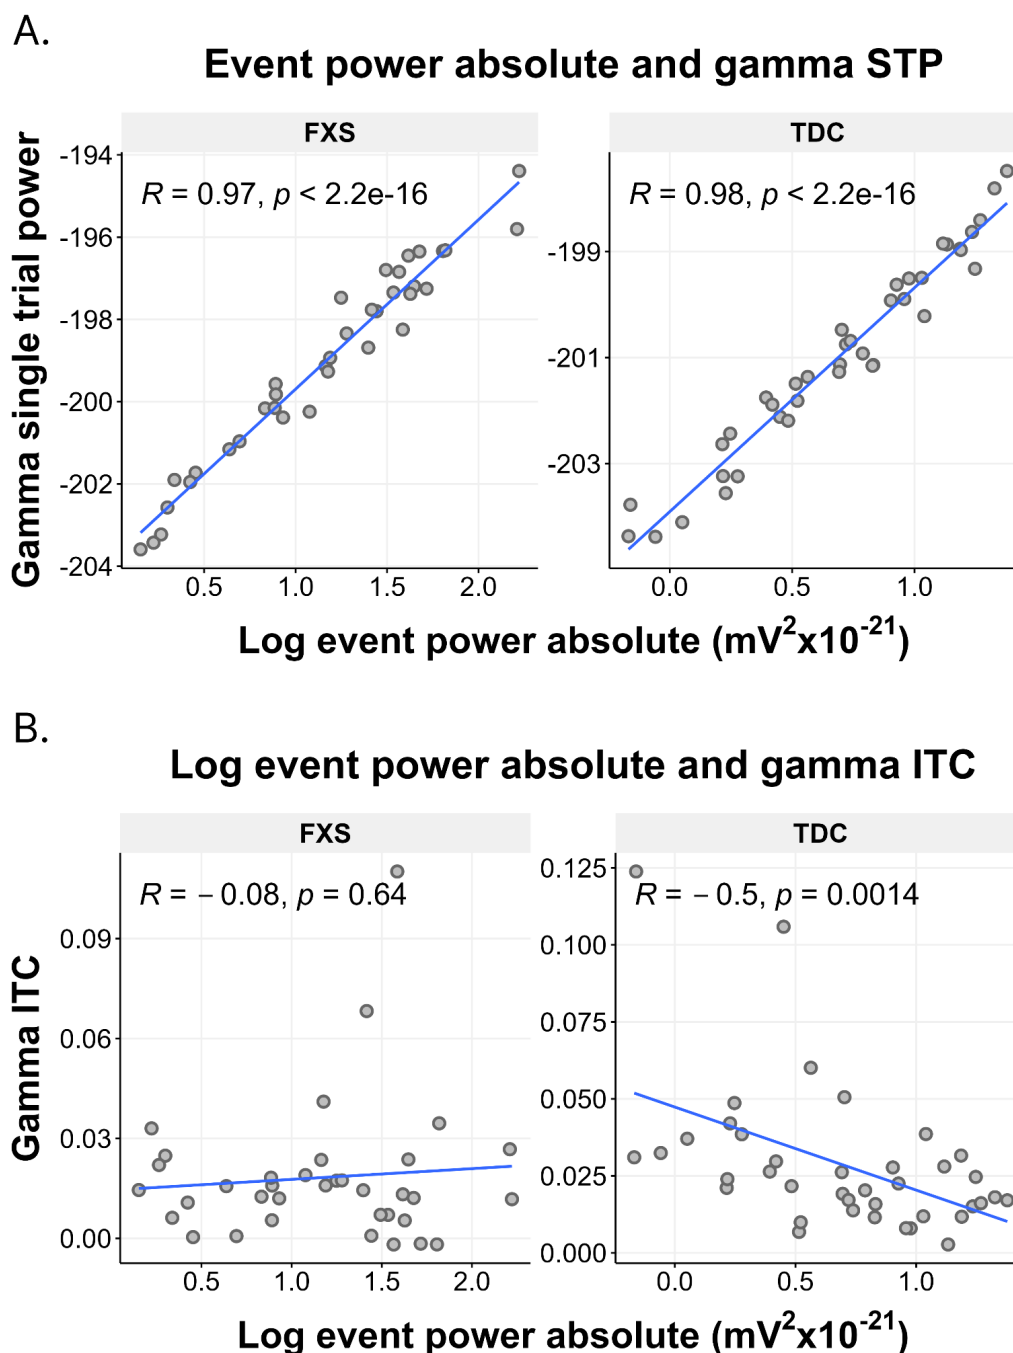 A.
Event power absolute and gamma STP
FXS
TDC
Gamma single trial power
-194
-196
-198
-200
-202
-204
R = 0.97, p < 2.2e-16
0.5 1.0 1.5 2.0
-199
-201
-203
R = 0.98, p < 2.2e-16
0.0 0.5 1.0
Log event power absolute (mV²x10⁻²¹)
B.
Log event power absolute and gamma ITC
FXS
TDC
Gamma ITC
0.09
0.06
0.03
0.00
R = − 0.08, p = 0.64
0.5 1.0 1.5 2.0
0.125
0.100
0.075
0.050
0.025
0.000
R = − 0.5, p = 0.0014
0.0 0.5 1.0
Log event power absolute (mV²x10⁻²¹)